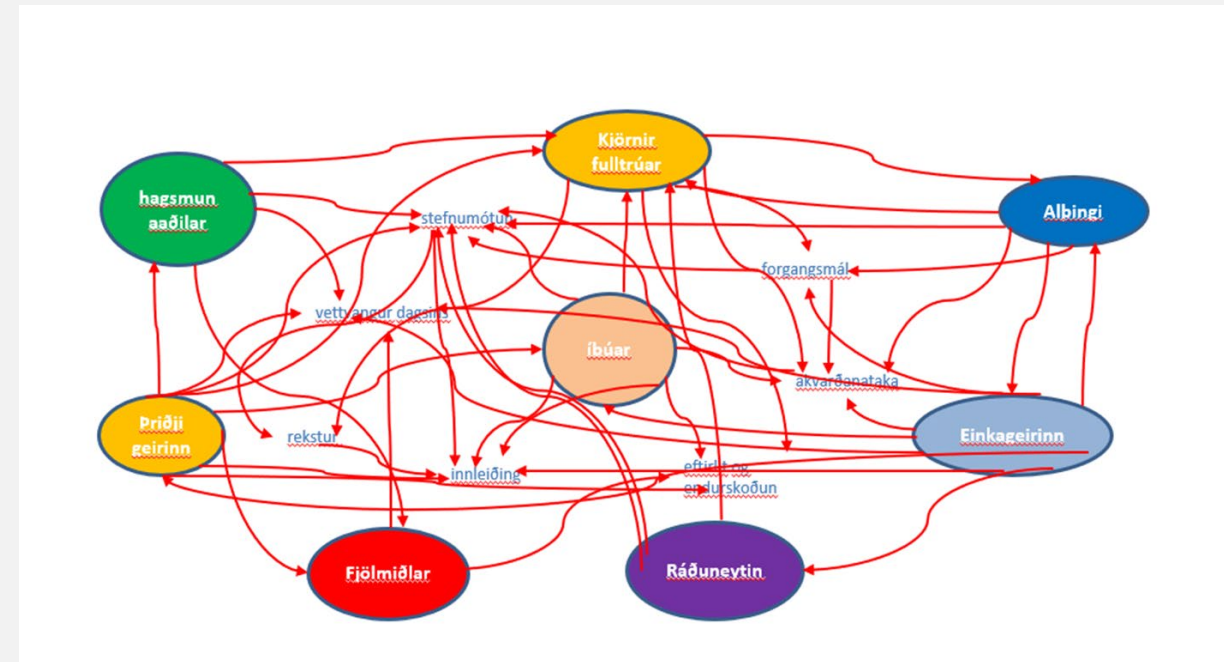 Kjörnir
fulltrúar
hagsmun
aaðilar
Alþingi
stefnumótun
forgangsmál
vettvangur dagsins
íbúar
akvarðanataka
Þriðji
geirinn
rekstur
Einkageirinn
innleiðing
eftirlit og
endurskoðun
Fjölmiðlar
Ráðuneytin